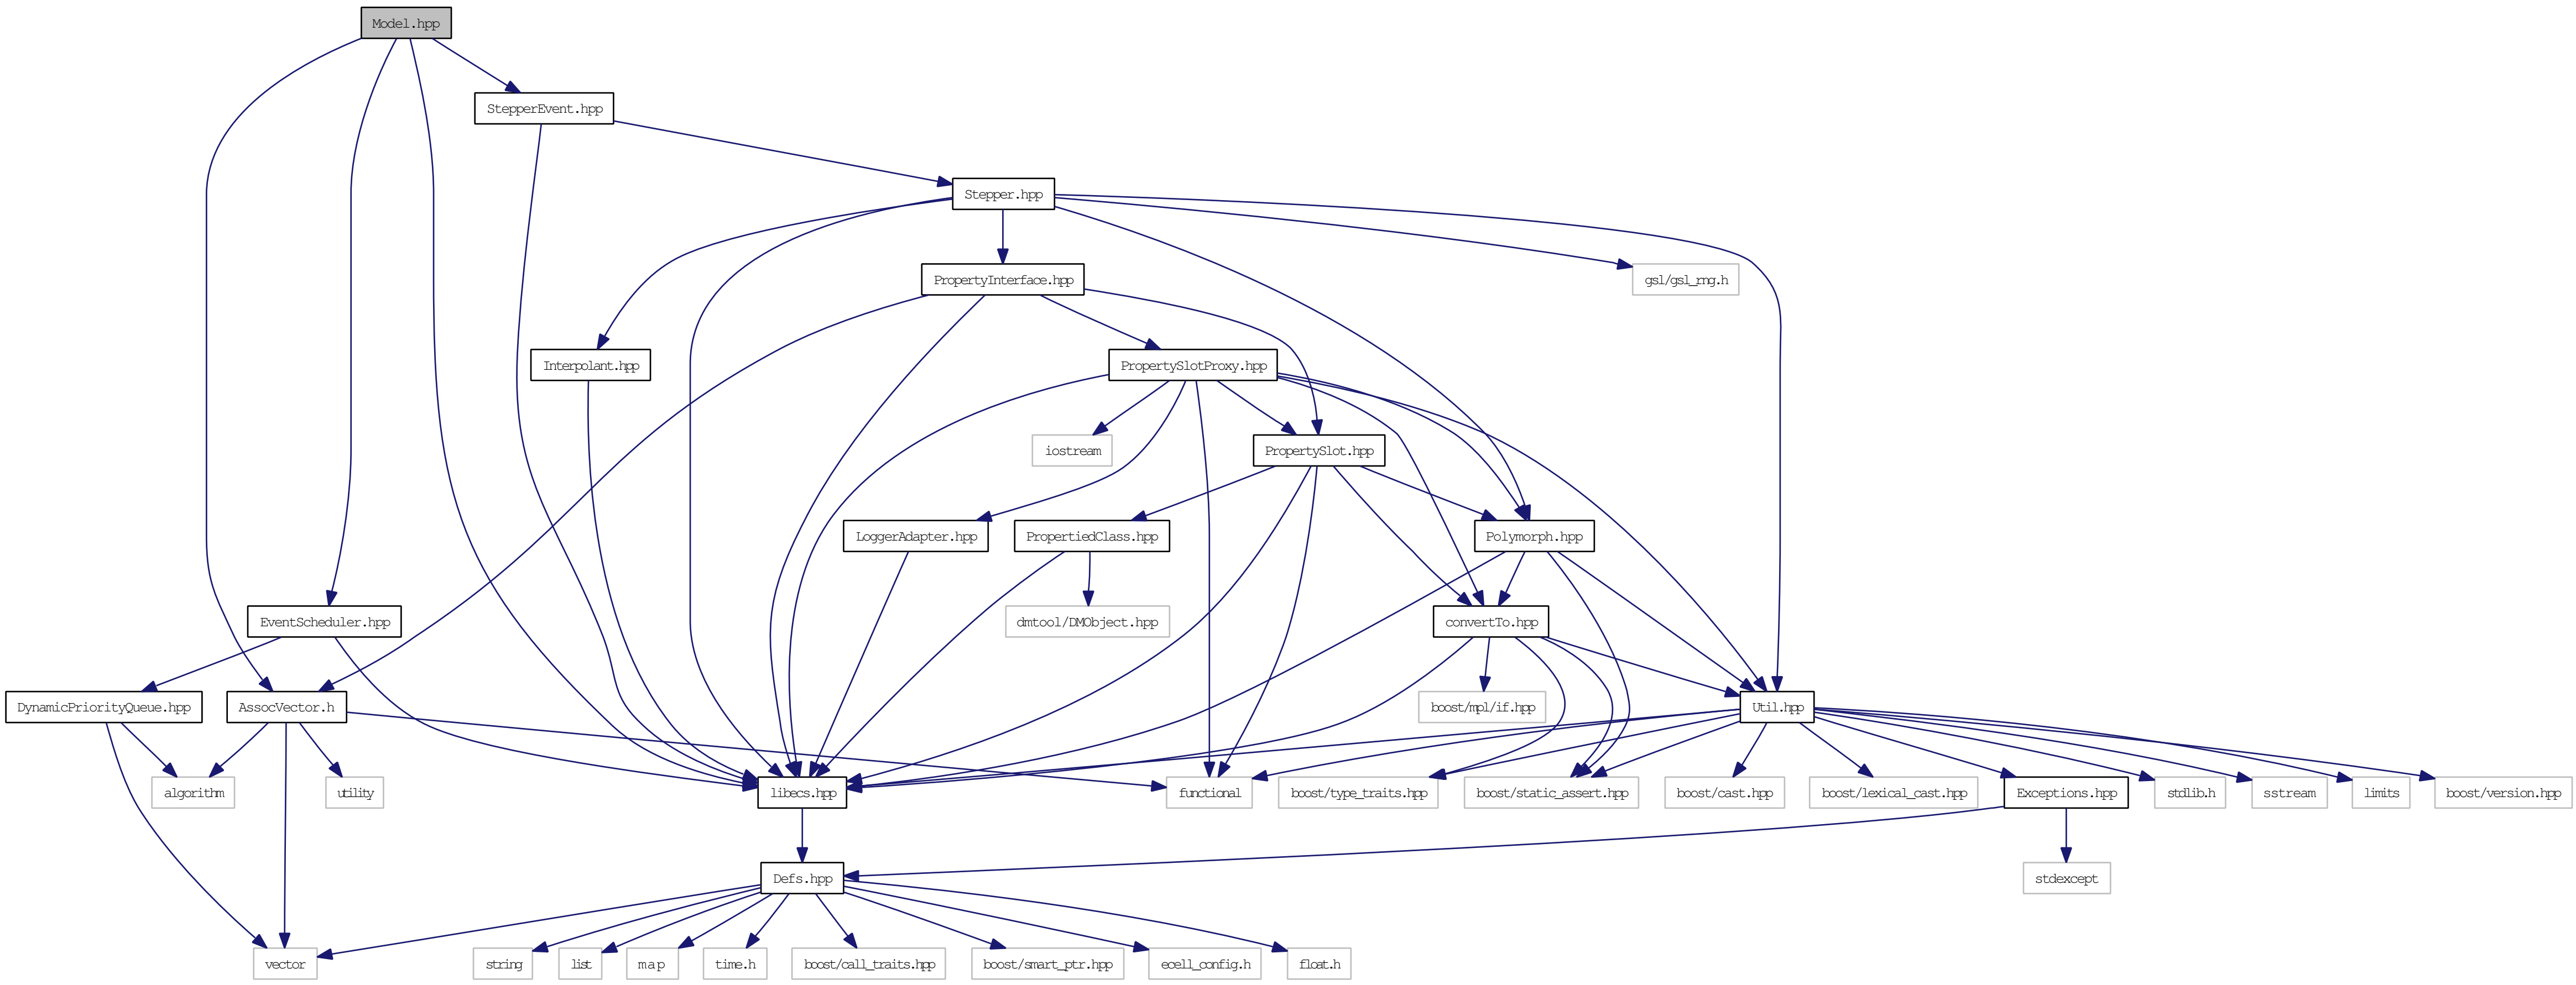 Model.hpp
StepperEvent.hpp
Stepper.hpp
PropertyInterface.hpp
gsl/gsl_rng.h
Interpolant.hpp
PropertySlotProxy.hpp
iostream
PropertySlot.hpp
LoggerAdapter.hpp
PropertiedClass.hpp
Polymorph.hpp
EventScheduler.hpp
dmtool/DMObject.hpp
convertTo.hpp
DynamicPriorityQueue.hpp
AssocVector.h
boost/mpl/if.hpp
Util.hpp
algorithm
utility
libecs.hpp
functional
boost/type_traits.hpp
boost/static_assert.hpp
boost/cast.hpp
boost/lexical_cast.hpp
Exceptions.hpp
stdlib.h
sstream
limits
boost/version.hpp
Defs.hpp
stdexcept
vector
string
list
map
time.h
boost/call_traits.hpp
boost/smart_ptr.hpp
ecell_config.h
float.h